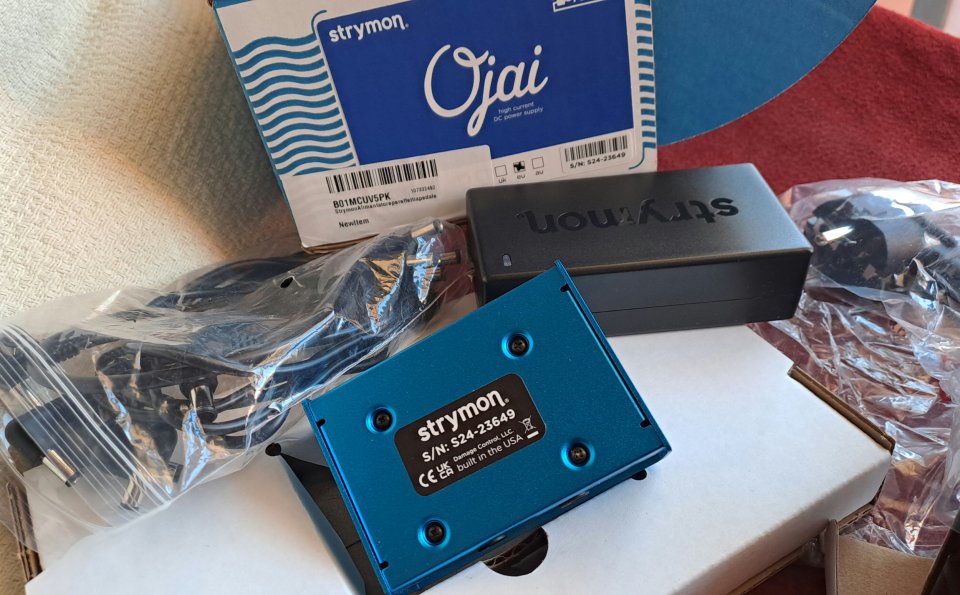 strymon®
Ojai
high current
DC power supply
uk
eu
au
S/N: S24-23649
B01MCUV5PK
StrymonAlimentatorepereffettiapedale
NewItem
strymon
strymon®
S/N: S24-23649
Damage Control, LLC
CE UK CA built in the USA